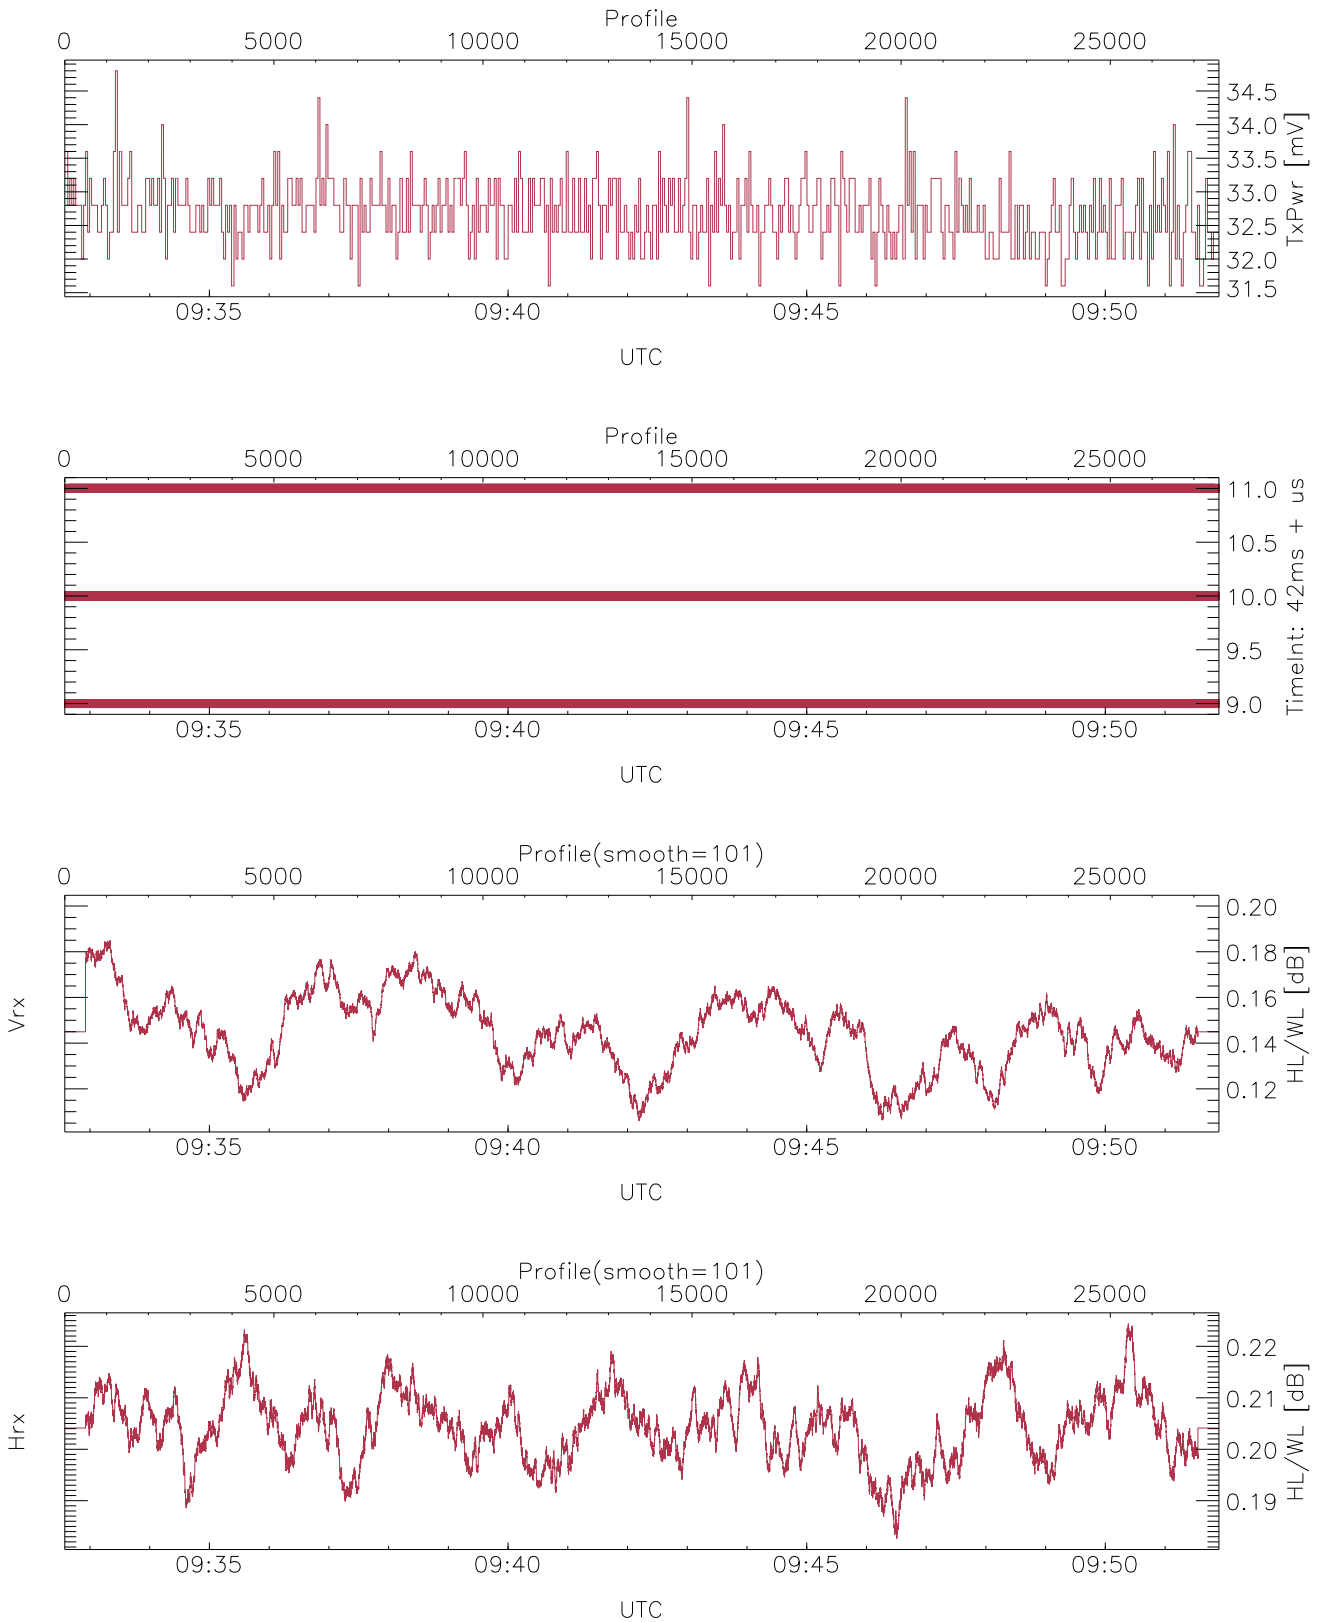 Profile
0 5000 10000 15000 20000 25000
34.5
34.0
33.5
33.0
32.5
32.0
31.5
TxPwr [mV]
09:35 09:40 09:45 09:50
UTC
Profile
0 5000 10000 15000 20000 25000
11.0
10.5
10.0
9.5
9.0
TimeInt: 42ms + us
09:35 09:40 09:45 09:50
UTC
Profile(smooth=101)
0 5000 10000 15000 20000 25000
Vrx
0.20
0.18
0.16
0.14
0.12
HL/WL [dB]
09:35 09:40 09:45 09:50
UTC
Profile(smooth=101)
0 5000 10000 15000 20000 25000
Hrx
0.22
0.21
0.20
0.19
HL/WL [dB]
09:35 09:40 09:45 09:50
UTC